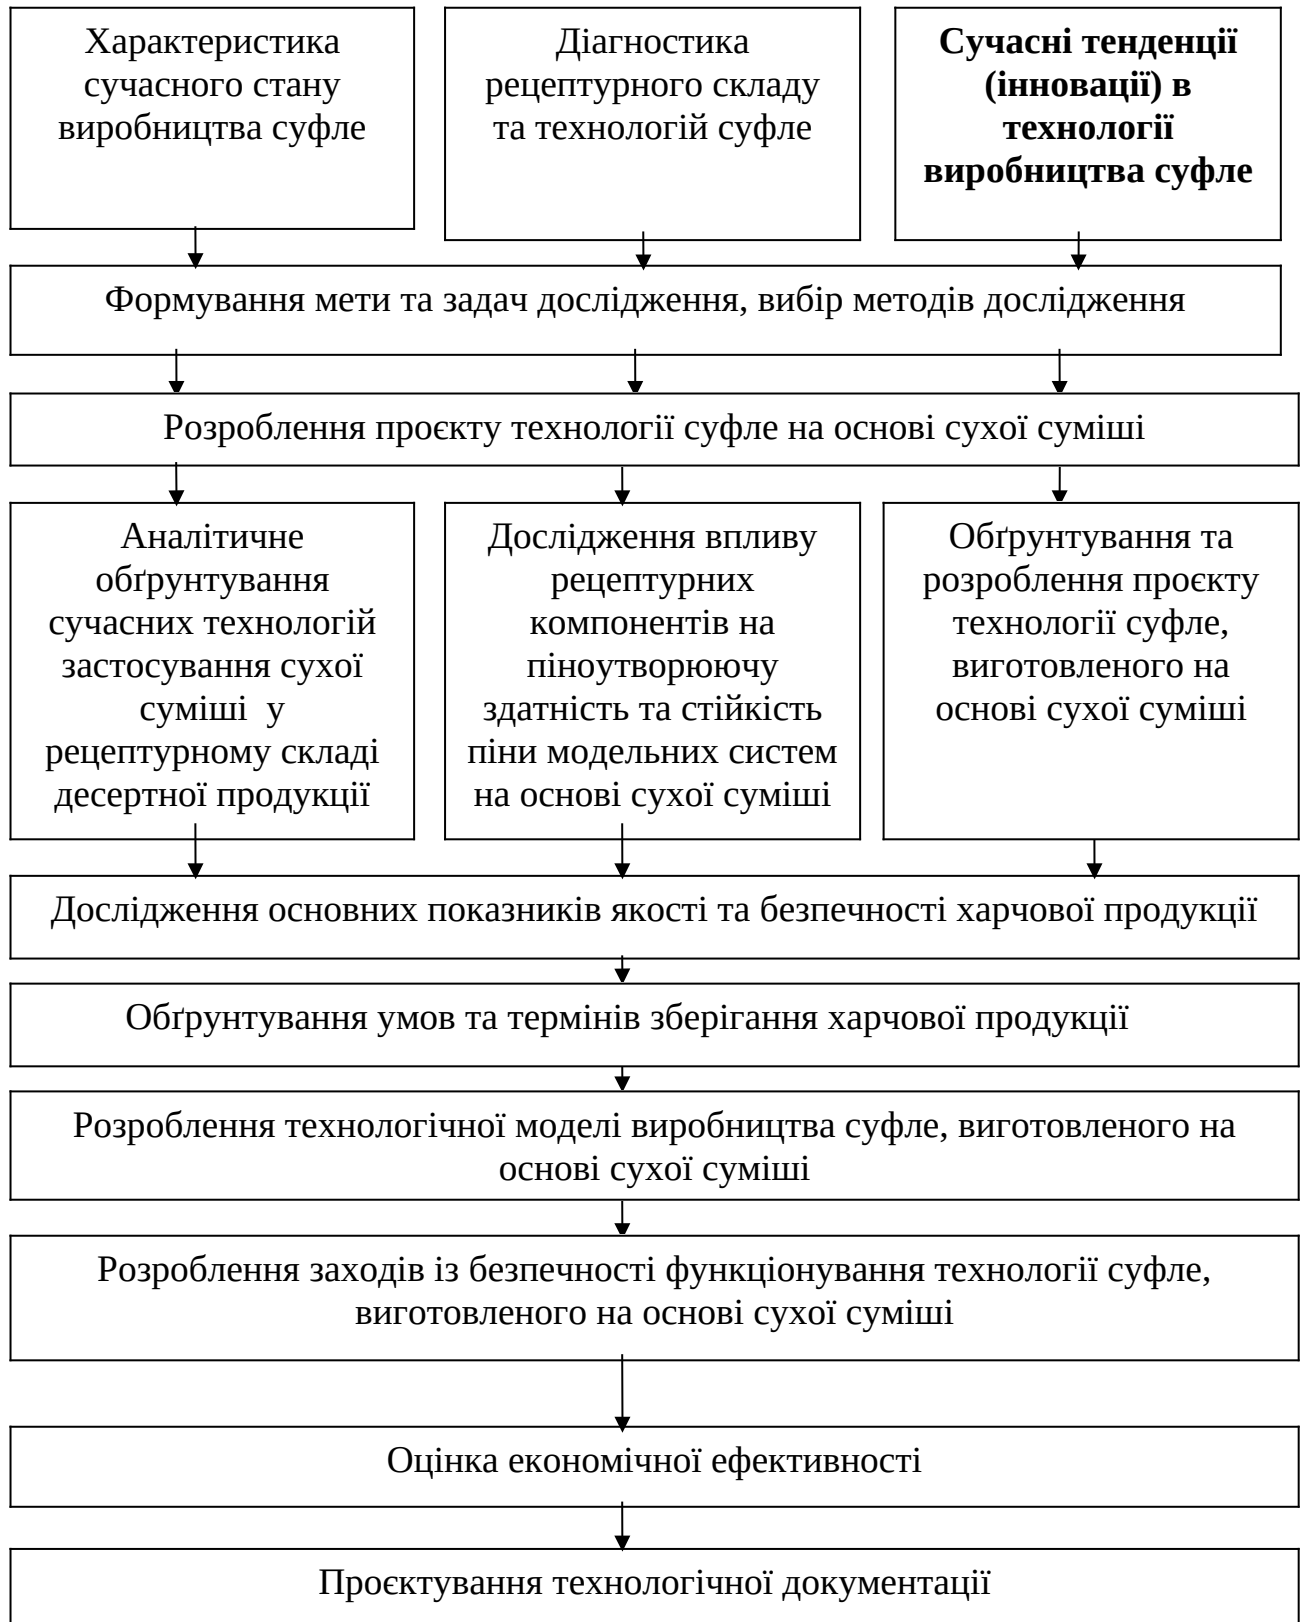 Характеристика
сучасного стану
виробництва суфле
Діагностика
рецептурного складу
та технологій суфле
Сучасні тенденції
(інновації) в
технології
виробництва суфле
Формування мети та задач дослідження, вибір методів дослідження
Розроблення проєкту технології суфле на основі сухої суміші
Аналітичне
обґрунтування
сучасних технологій
застосування сухої
суміші у
рецептурному складі
десертної продукції
Дослідження впливу
рецептурних
компонентів на
піноутворюючу
здатність та стійкість
піни модельних систем
на основі сухої суміші
Обґрунтування та
розроблення проєкту
технології суфле,
виготовленого на
основі сухої суміші
Дослідження основних показників якості та безпечності харчової продукції
Обґрунтування умов та термінів зберігання харчової продукції
Розроблення технологічної моделі виробництва суфле, виготовленого на
основі сухої суміші
Розроблення заходів із безпечності функціонування технології суфле,
виготовленого на основі сухої суміші
Оцінка економічної ефективності
Проєктування технологічної документації